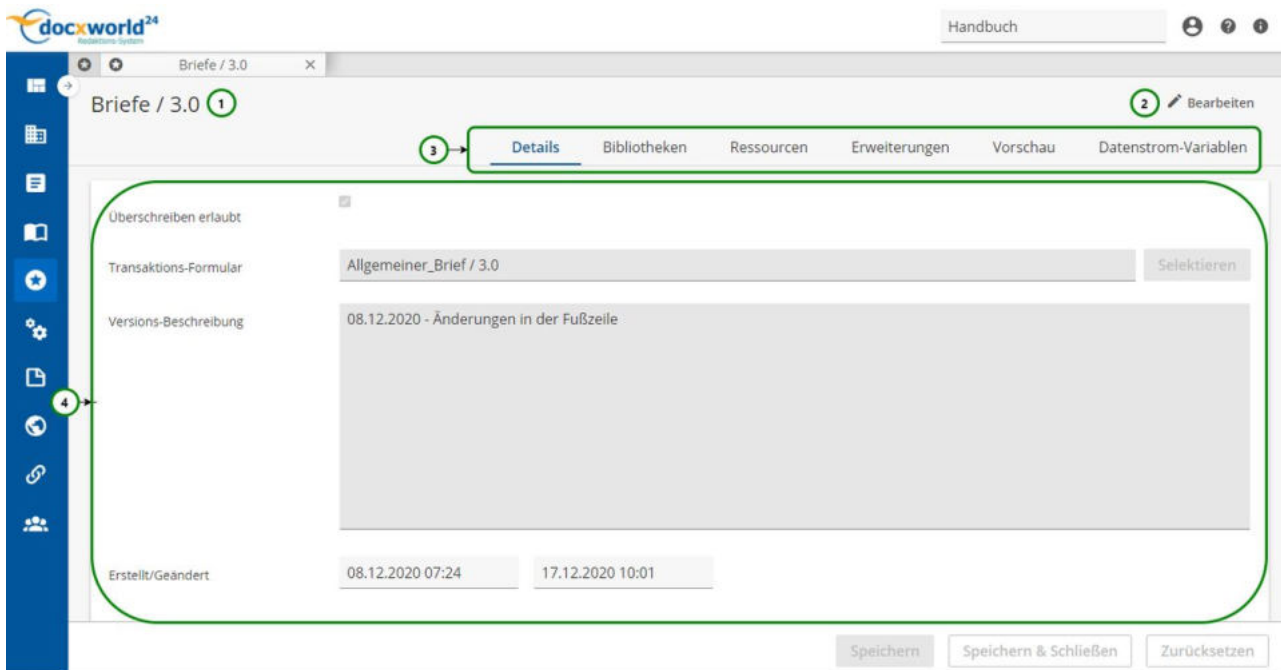 docxworld24
Redaktions-System
Handbuch
Briefe / 3.0
Briefe / 3.0 1
2 Bearbeiten
3 Details Bibliotheken Ressourcen Erweiterungen Vorschau Datenstrom-Variablen
Überschreiben erlaubt
Transaktions-Formular Allgemeiner_Brief / 3.0 Selektieren
Versions-Beschreibung 08.12.2020 - Änderungen in der Fußzeile
4
Erstellt/Geändert 08.12.2020 07:24 17.12.2020 10:01
Speichern Speichern & Schließen Zurücksetzen